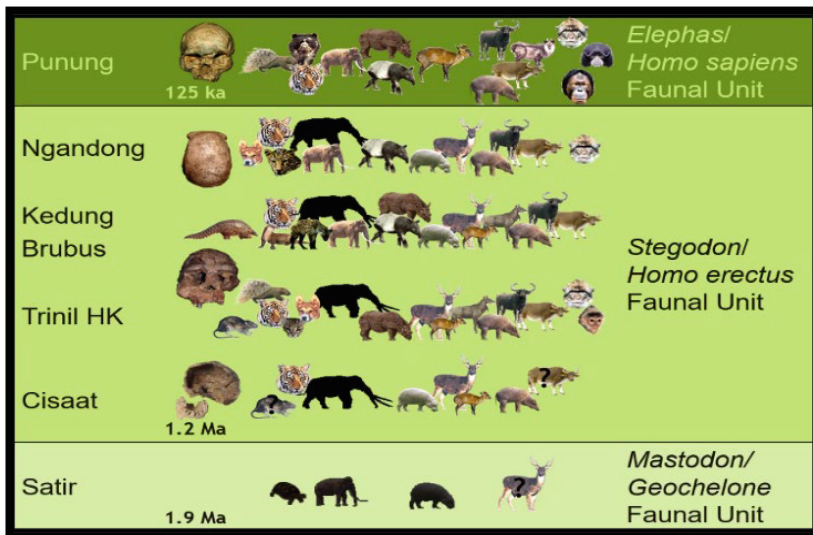 Punung
125 ka
Elephas/
Homo sapiens
Faunal Unit
Ngandong
Kedung
Brubus
Trinil HK
Cisaat
?
?
1.2 Ma
Stegodon/
Homo erectus
Faunal Unit
Satir
?
1.9 Ma
Mastodon/
Geochelone
Faunal Unit